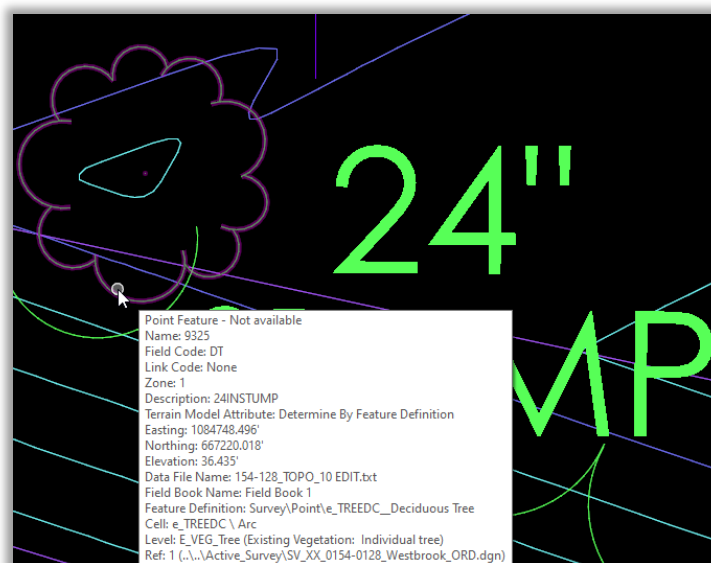 24"
MP
Point Feature - Not available
Name: 9325
Field Code: DT
Link Code: None
Zone: 1
Description: 24INSTUMP
Terrain Model Attribute: Determine By Feature Definition
Easting: 1084748.496'
Northing: 667220.018'
Elevation: 36.435'
Data File Name: 154-128_TOPO_10 EDIT.txt
Field Book Name: Field Book 1
Feature Definition: Survey\Point\e_TREEDC__Deciduous Tree
Cell: e_TREEDC \ Arc
Level: E_VEG_Tree (Existing Vegetation:  Individual tree)
Ref: 1 (..\..\Active_Survey\SV_XX_0154-0128_Westbrook_ORD.dgn)